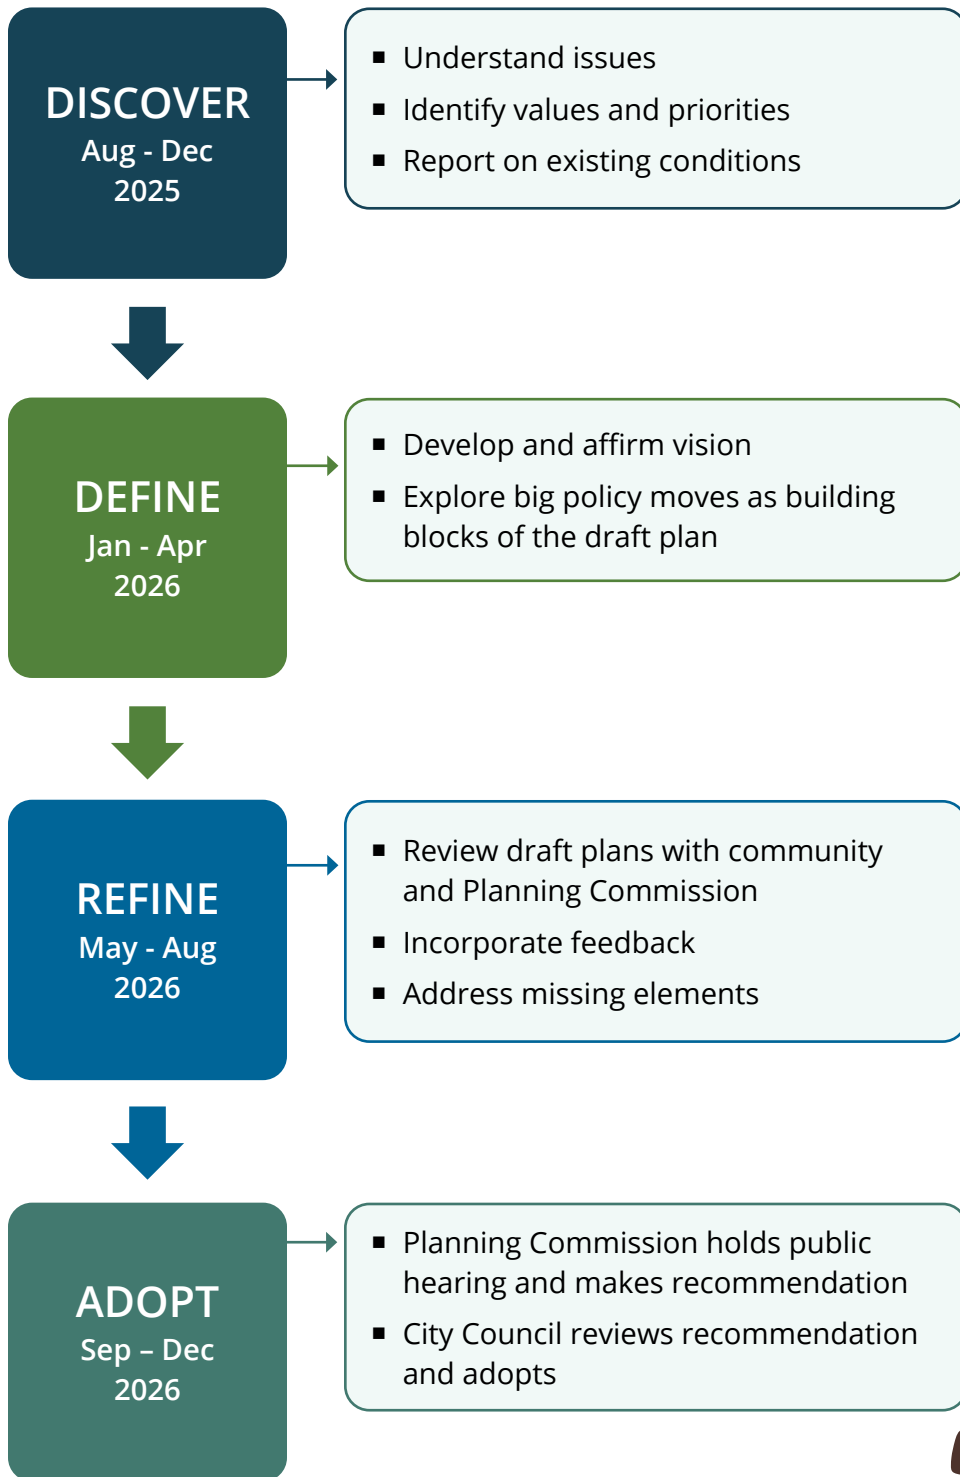 DISCOVER
Aug - Dec
2025
▪ Understand issues
▪ Identify values and priorities
▪ Report on existing conditions
DEFINE
Jan - Apr
2026
▪ Develop and affirm vision
▪ Explore big policy moves as building
blocks of the draft plan
REFINE
May - Aug
2026
▪ Review draft plans with community
and Planning Commission
▪ Incorporate feedback
▪ Address missing elements
ADOPT
Sep – Dec
2026
▪ Planning Commission holds public
hearing and makes recommendation
▪ City Council reviews recommendation
and adopts